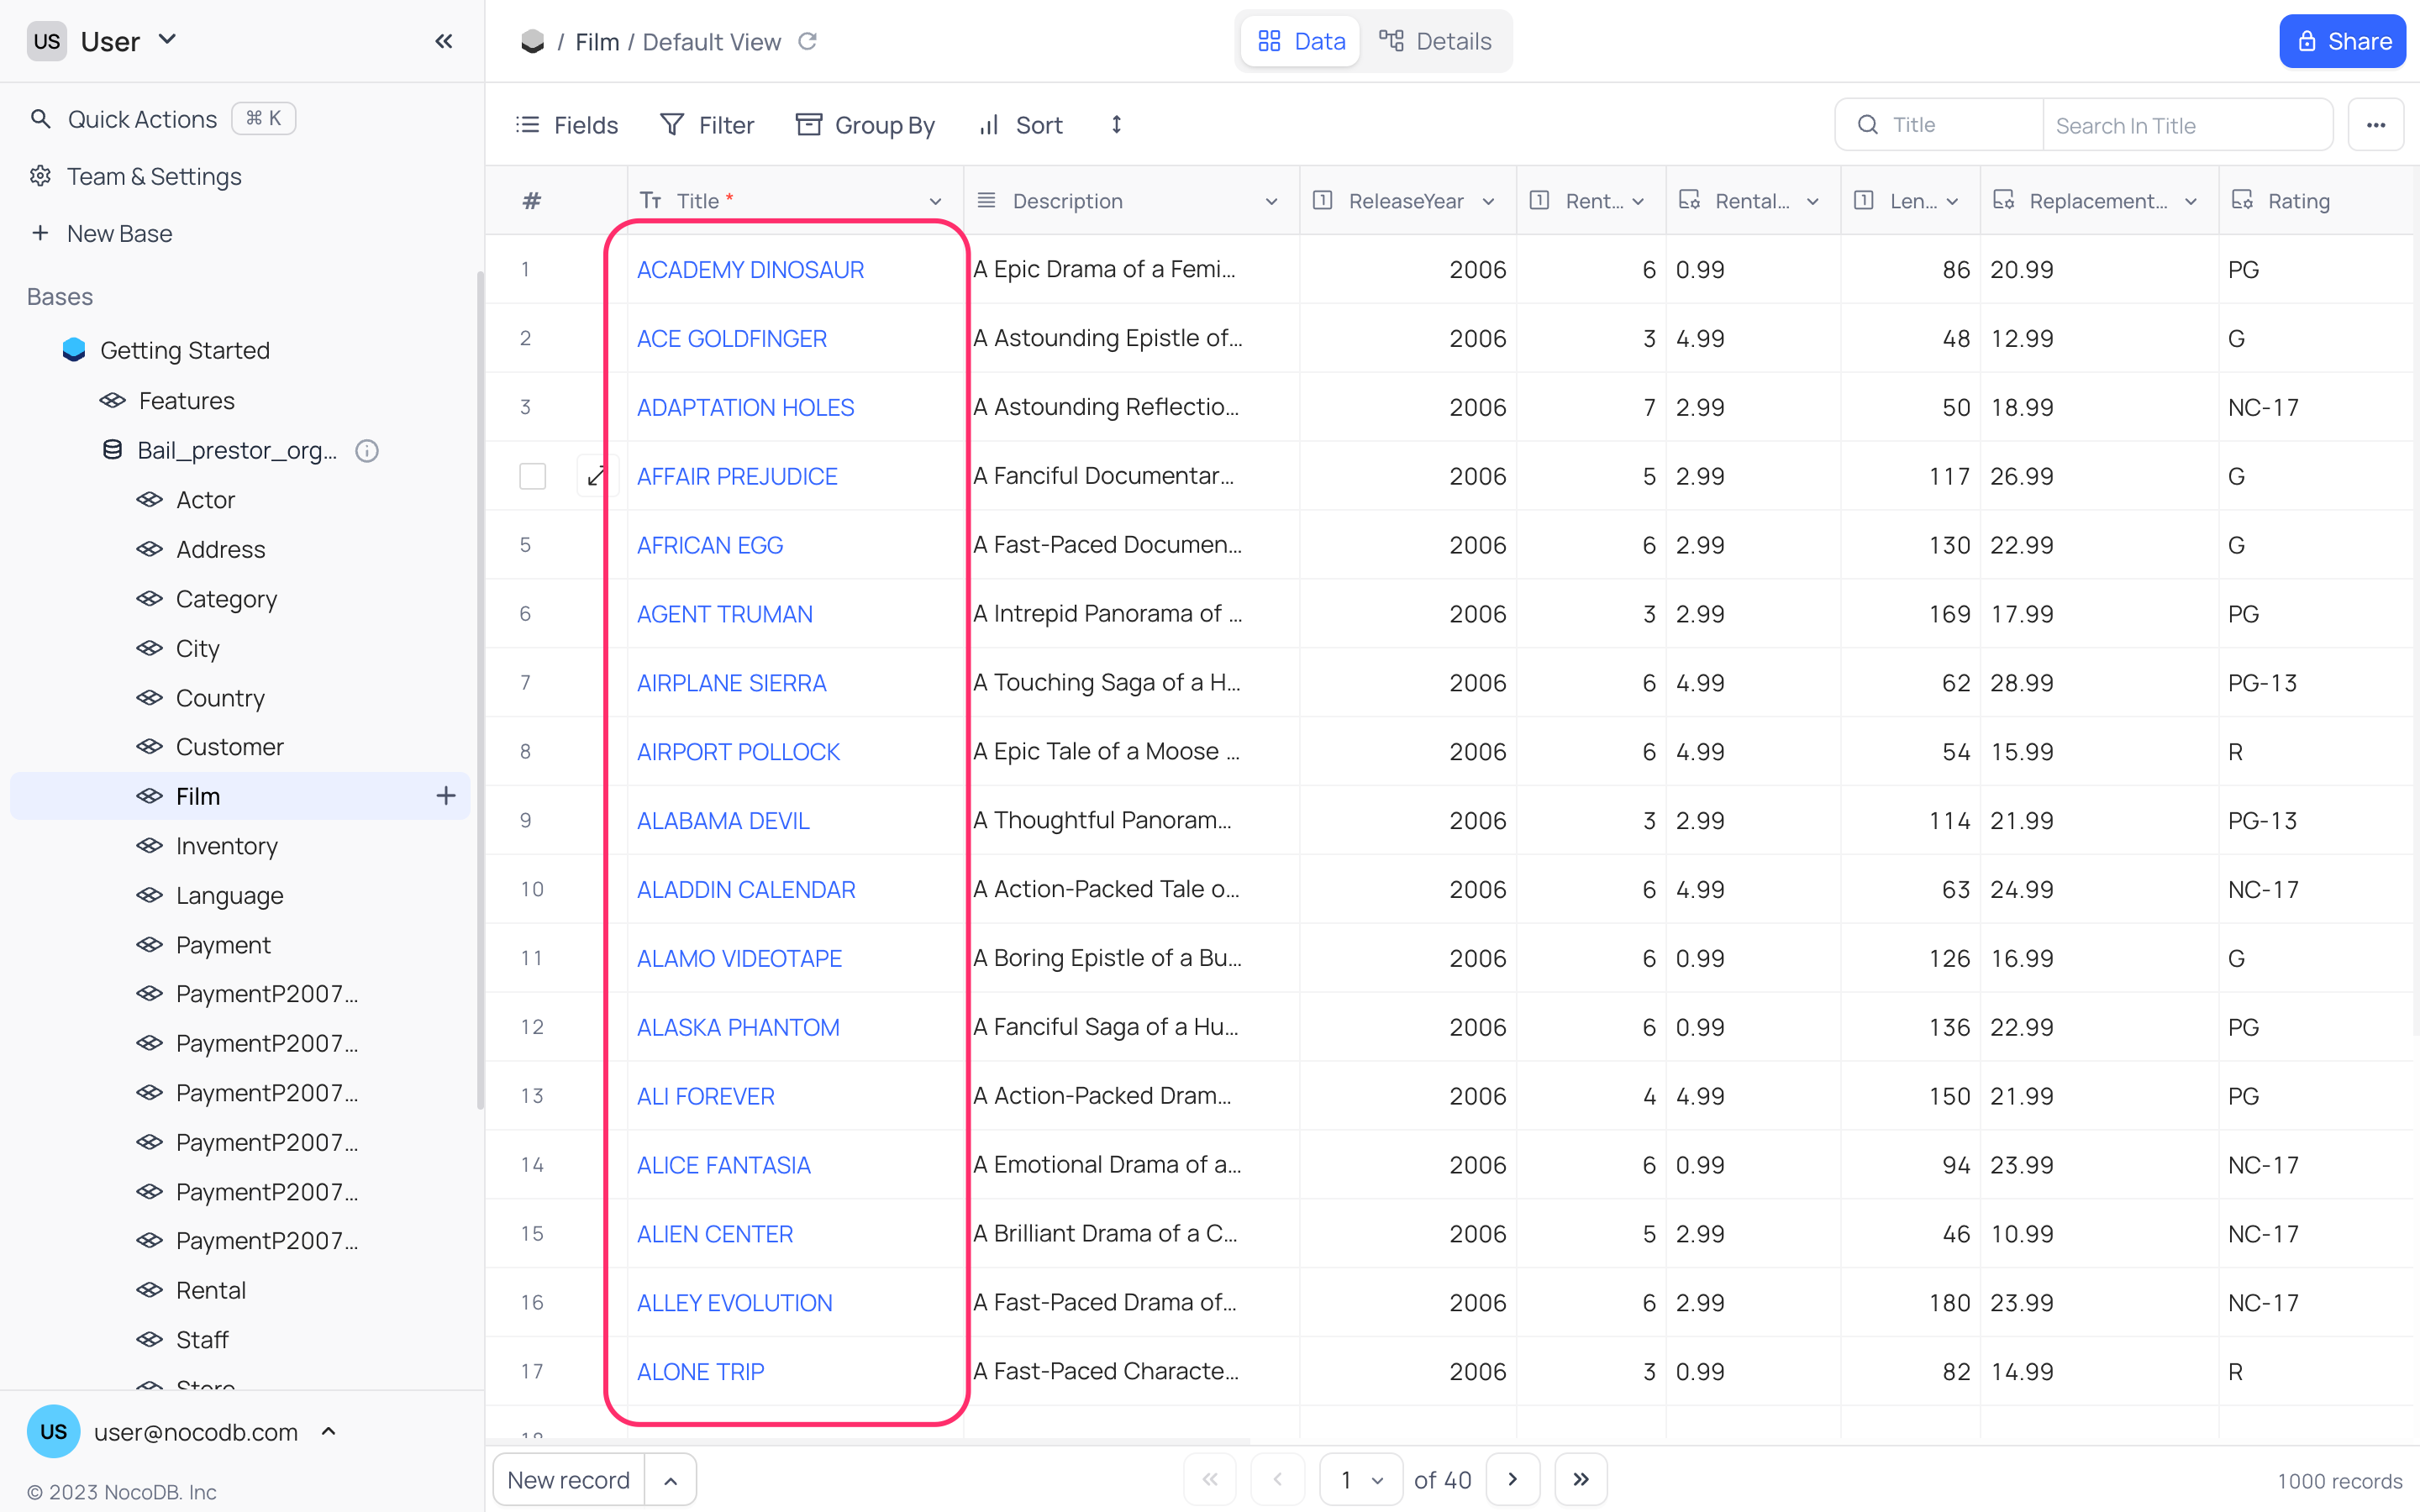 US User
Quick Actions ⌘ K
Team & Settings
New Base
Bases
Getting Started
Features
Bail_prestor_org...
Actor
Address
Category
City
Country
Customer
Film
Inventory
Language
Payment
PaymentP2007...
PaymentP2007...
PaymentP2007...
PaymentP2007...
PaymentP2007...
PaymentP2007...
Rental
Staff
Store
US user@nocodb.com
© 2023 NocoDB. Inc
/ Film / Default View
Data Details
Share
Fields Filter Group By Sort
Title Search In Title
# Title * Description ReleaseYear Rent... Rental... Len... Replacement... Rating
1 ACADEMY DINOSAUR A Epic Drama of a Femi... 2006 6 0.99 86 20.99 PG
2 ACE GOLDFINGER A Astounding Epistle of... 2006 3 4.99 48 12.99 G
3 ADAPTATION HOLES A Astounding Reflectio... 2006 7 2.99 50 18.99 NC-17
AFFAIR PREJUDICE A Fanciful Documentar... 2006 5 2.99 117 26.99 G
5 AFRICAN EGG A Fast-Paced Documen... 2006 6 2.99 130 22.99 G
6 AGENT TRUMAN A Intrepid Panorama of ... 2006 3 2.99 169 17.99 PG
7 AIRPLANE SIERRA A Touching Saga of a H... 2006 6 4.99 62 28.99 PG-13
8 AIRPORT POLLOCK A Epic Tale of a Moose ... 2006 6 4.99 54 15.99 R
9 ALABAMA DEVIL A Thoughtful Panoram... 2006 3 2.99 114 21.99 PG-13
10 ALADDIN CALENDAR A Action-Packed Tale o... 2006 6 4.99 63 24.99 NC-17
11 ALAMO VIDEOTAPE A Boring Epistle of a Bu... 2006 6 0.99 126 16.99 G
12 ALASKA PHANTOM A Fanciful Saga of a Hu... 2006 6 0.99 136 22.99 PG
13 ALI FOREVER A Action-Packed Dram... 2006 4 4.99 150 21.99 PG
14 ALICE FANTASIA A Emotional Drama of a... 2006 6 0.99 94 23.99 NC-17
15 ALIEN CENTER A Brilliant Drama of a C... 2006 5 2.99 46 10.99 NC-17
16 ALLEY EVOLUTION A Fast-Paced Drama of... 2006 6 2.99 180 23.99 NC-17
17 ALONE TRIP A Fast-Paced Characte... 2006 3 0.99 82 14.99 R
18
New record 1 of 40 1000 records